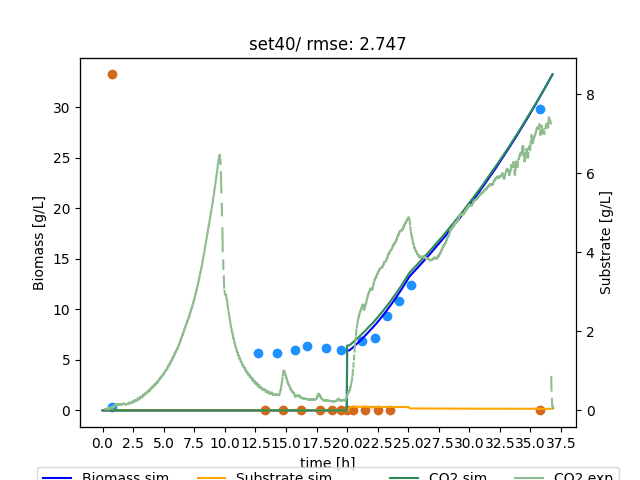 set40/ rmse: 2.747
30
25
20
15
10
5
0
Biomass [g/L]
8
6
4
2
0
Substrate [g/L]
0.0 2.5 5.0 7.5 10.0 12.5 15.0 17.5 20.0 22.5 25.0 27.5 30.0 32.5 35.0 37.5
time [h]
Biomass sim Substrate sim CO2 sim CO2 exp